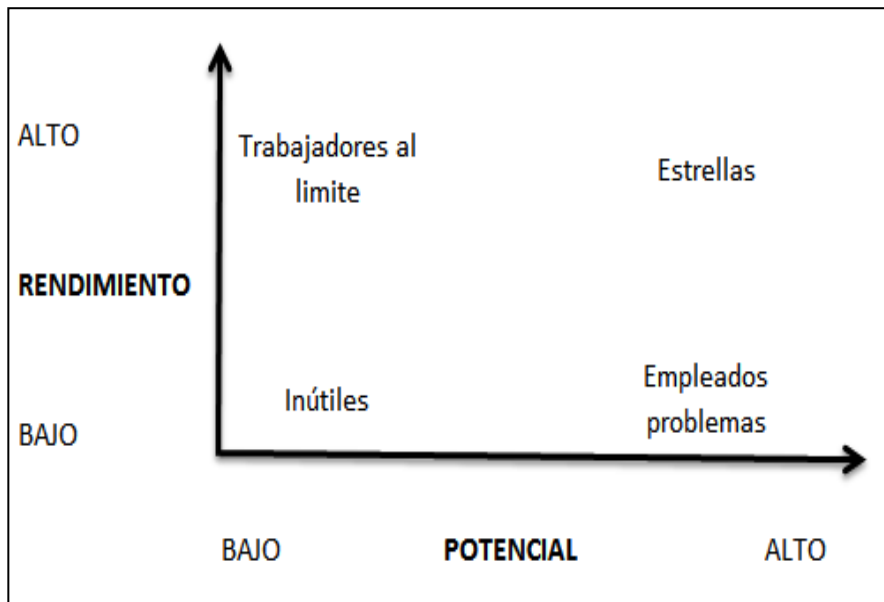 ALTO
Trabajadores al
limite
Estrellas
RENDIMIENTO
Inútiles
Empleados
problemas
BAJO
BAJO
POTENCIAL
ALTO